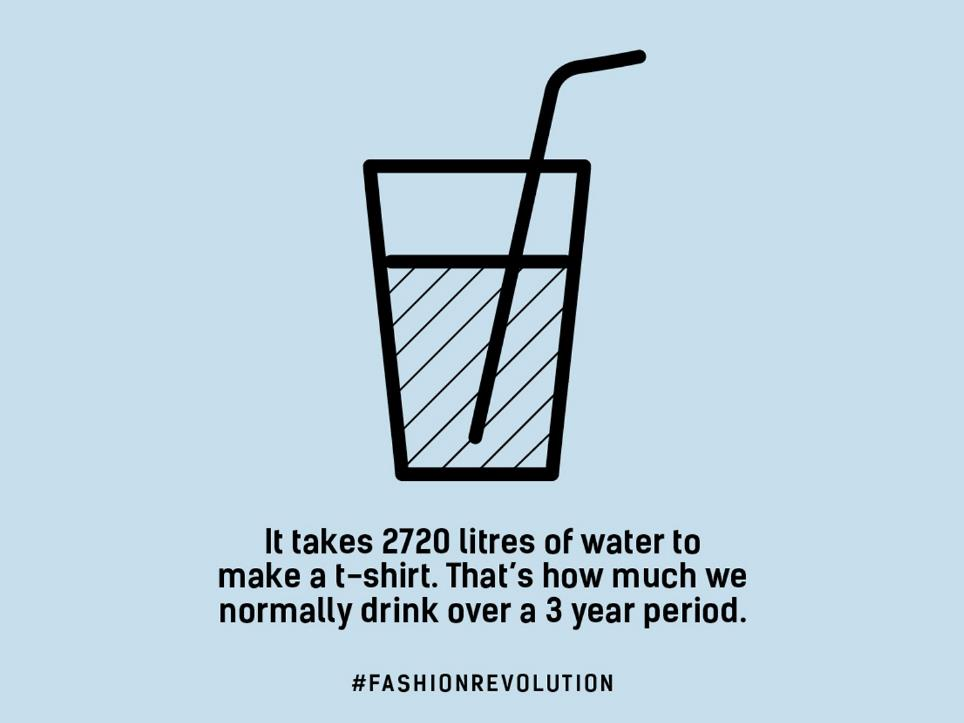 It takes 2720 litres of water to
make a t-shirt. That's how much we
normally drink over a 3 year period.
#FASHIONREVOLUTION